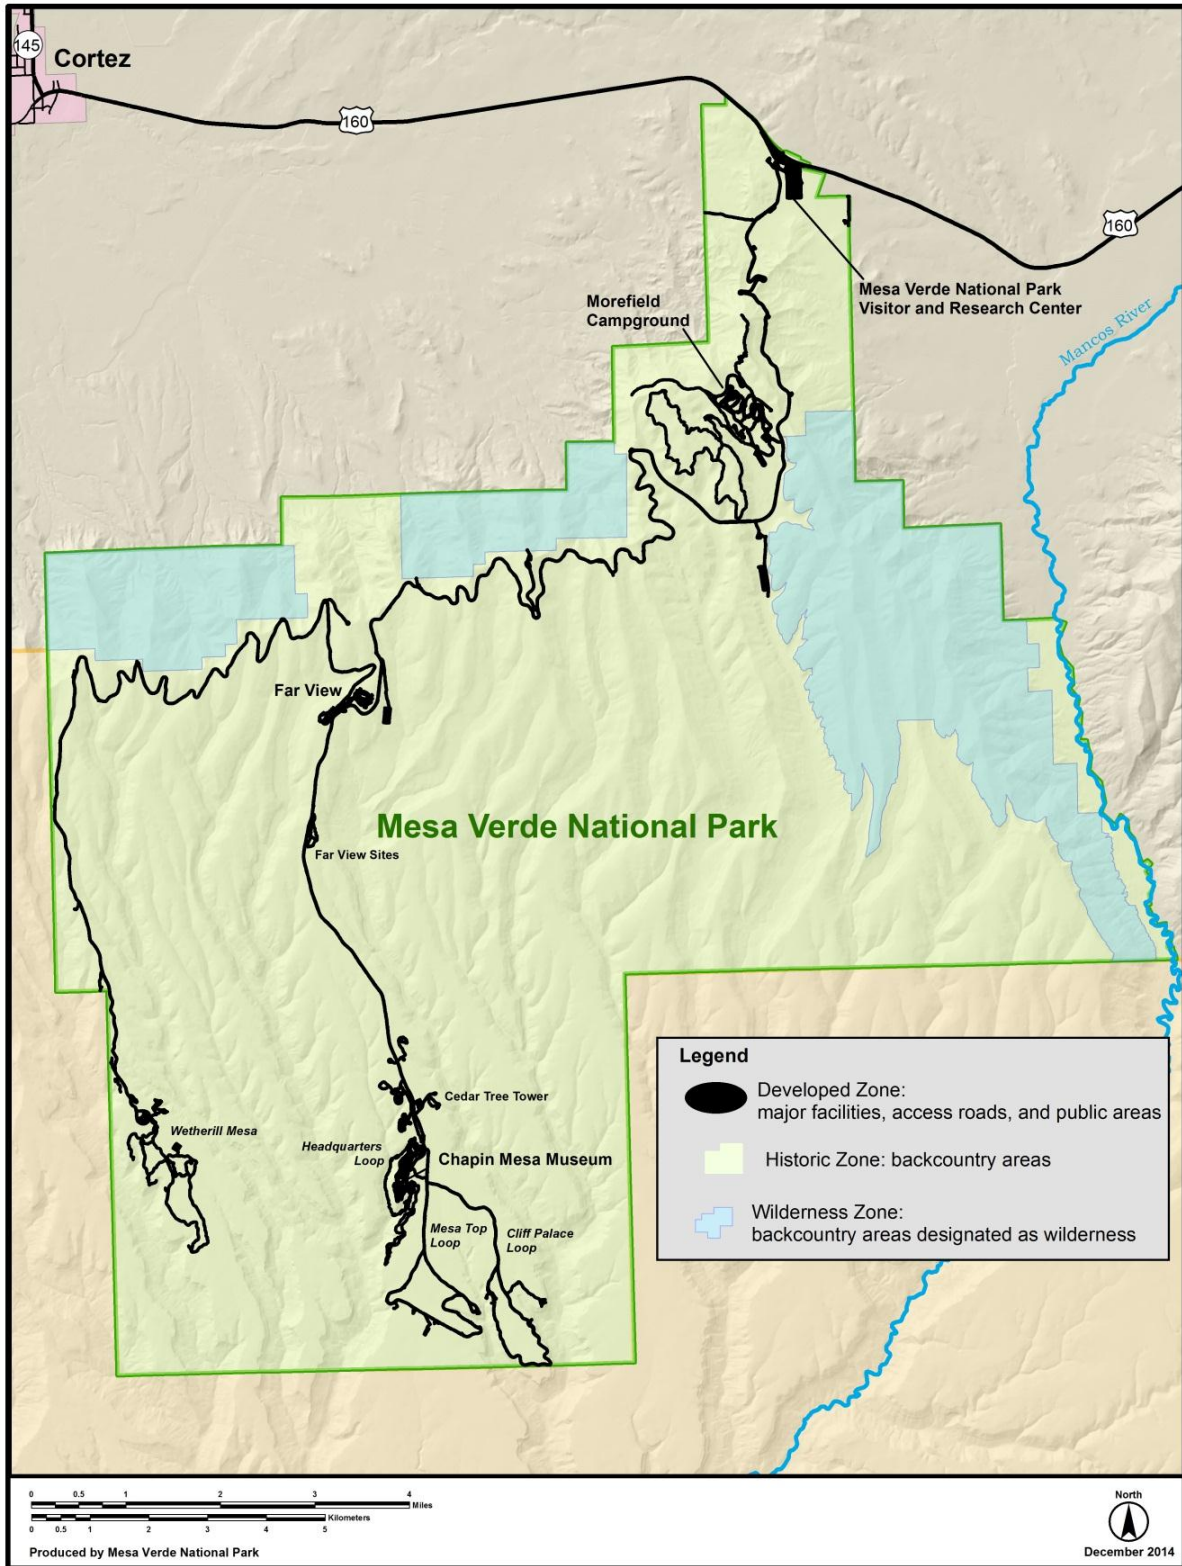 145
Cortez
160
160
Mesa Verde National Park
Visitor and Research Center
Mancos River
Morefield
Campground
Far View
Mesa Verde National Park
Far View Sites
Cedar Tree Tower
Wetherill Mesa
Headquarters
Loop
Chapin Mesa Museum
Mesa Top
Loop
Cliff Palace
Loop
Legend
Developed Zone:
major facilities, access roads, and public areas
Historic Zone: backcountry areas
Wilderness Zone:
backcountry areas designated as wilderness
0 0.5 1 2 3 4
Miles
Kilometers
0 0.5 1 2 3 4 5
Produced by Mesa Verde National Park
North
December 2014